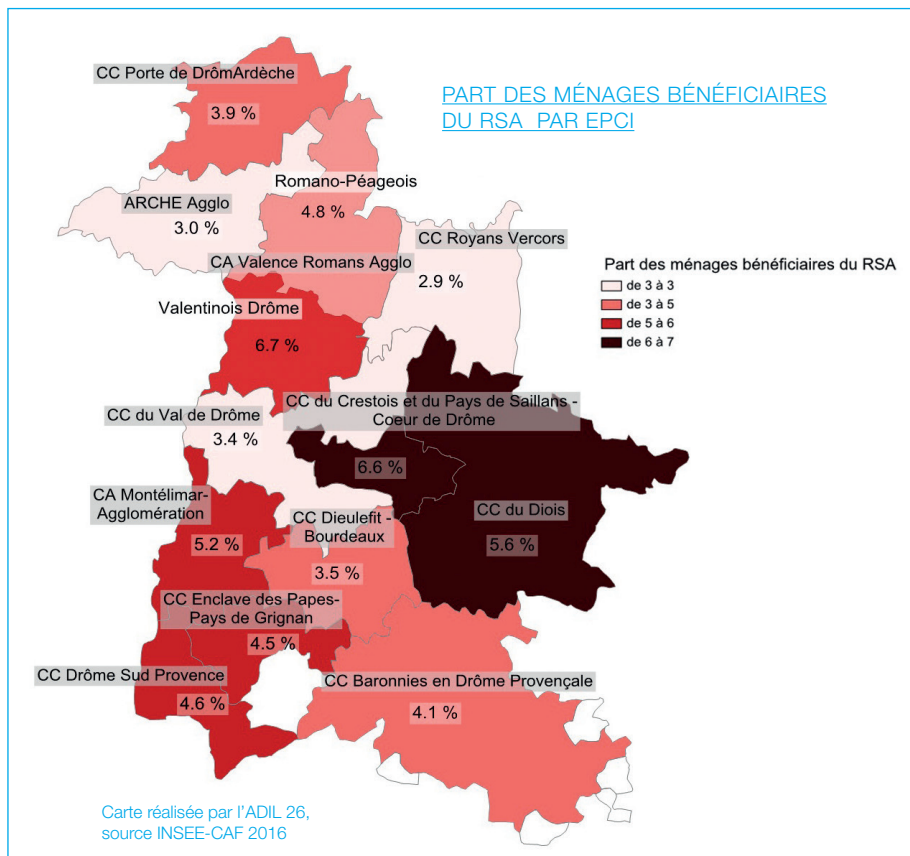 CC Porte de DrômArdèche
3.9 %
PART DES MÉNAGES BÉNÉFICIAIRES
DU RSA PAR EPCI
Romano-Péageois
4.8 %
ARCHE Agglo
3.0 %
CC Royans Vercors
2.9 %
CA Valence Romans Agglo
Part des ménages bénéficiaires du RSA
de 3 à 3
de 3 à 5
de 5 à 6
de 6 à 7
Valentinois Drôme
6.7 %
CC du Crestois et du Pays de Saillans -
Coeur de Drôme
6.6 %
CC du Val de Drôme
3.4 %
CA Montélimar-
Agglomération
5.2 %
CC Dieulefit -
Bourdeaux
3.5 %
CC du Diois
5.6 %
CC Enclave des Papes-
Pays de Grignan
4.5 %
CC Drôme Sud Provence
4.6 %
CC Baronnies en Drôme Provençale
4.1 %
Carte réalisée par l'ADIL 26,
source INSEE-CAF 2016